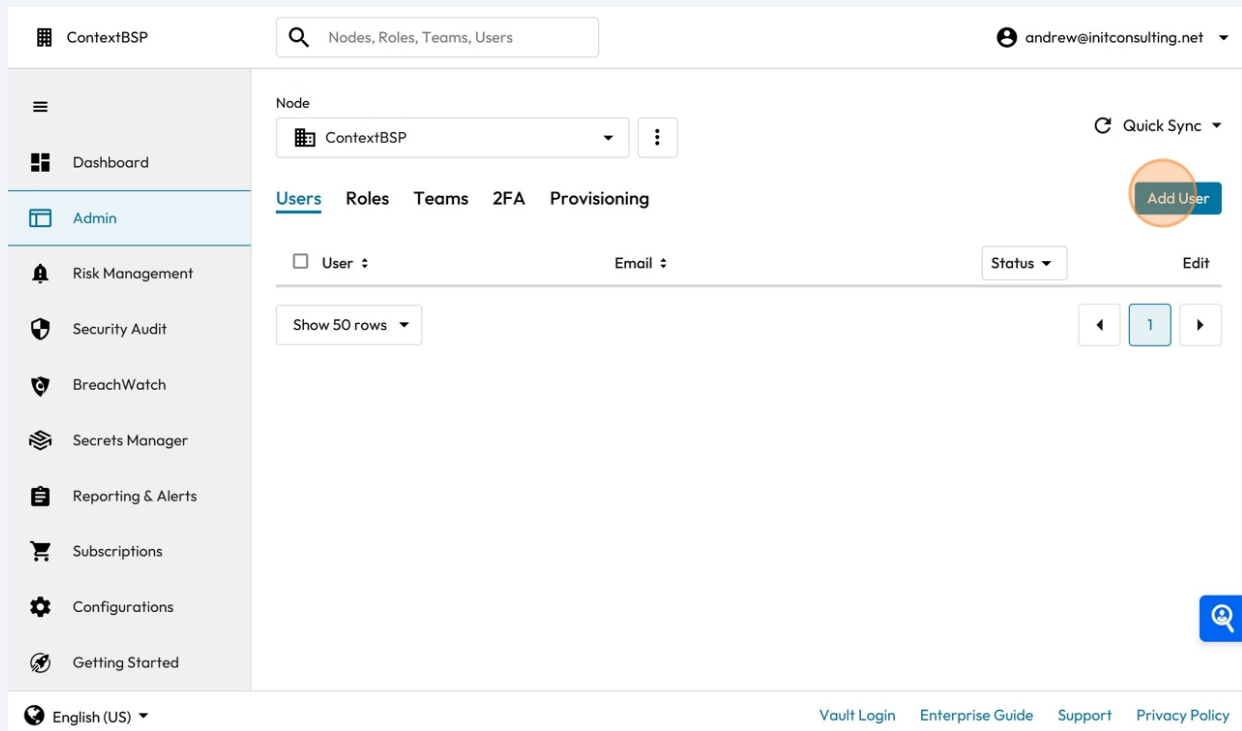 ContextBSP
Nodes, Roles, Teams, Users
andrew@initconsulting.net
Dashboard
Admin
Risk Management
Security Audit
BreachWatch
Secrets Manager
Reporting & Alerts
Subscriptions
Configurations
Getting Started
Node
ContextBSP
Quick Sync
Users Roles Teams 2FA Provisioning
Add User
User Email Status Edit
Show 50 rows
1
English (US)
Vault Login Enterprise Guide Support Privacy Policy